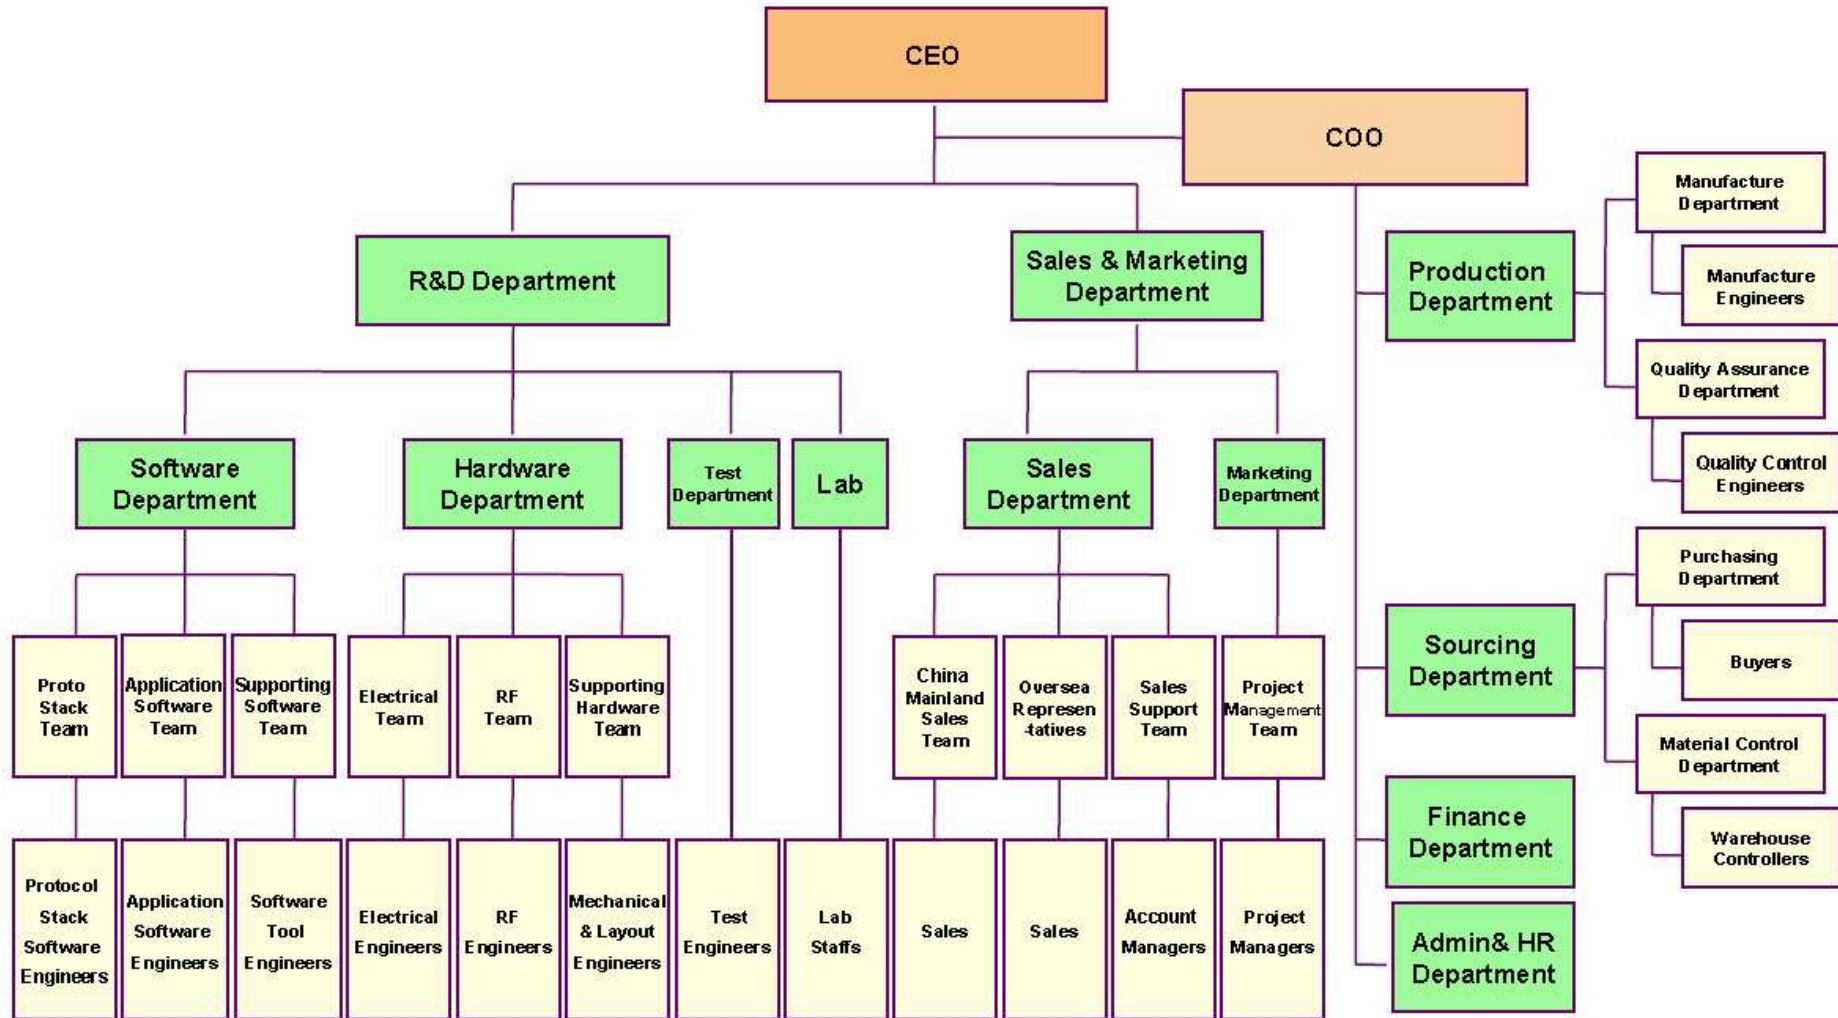 CEO
COO
R&D Department
Sales & Marketing
Department
Production
Department
Manufacture
Department
Manufacture
Engineers
Quality Assurance
Department
Quality Control
Engineers
Software
Department
Hardware
Department
Test
Department
Lab
Sales
Department
Marketing
Department
Sourcing
Department
Purchasing
Department
Buyers
Material Control
Department
Warehouse
Controllers
Proto
Stack
Team
Application
Software
Team
Supporting
Software
Team
Electrical
Team
RF
Team
Supporting
Hardware
Team
China
Mainland
Sales
Team
Oversea
Represen
-tatives
Sales
Support
Team
Project
Management
Team
Finance
Department
Admin& HR
Department
Protocol
Stack
Software
Engineers
Application
Software
Engineers
Software
Tool
Engineers
Electrical
Engineers
RF
Engineers
Mechanical
& Layout
Engineers
Test
Engineers
Lab
Staffs
Sales
Sales
Account
Managers
Project
Managers